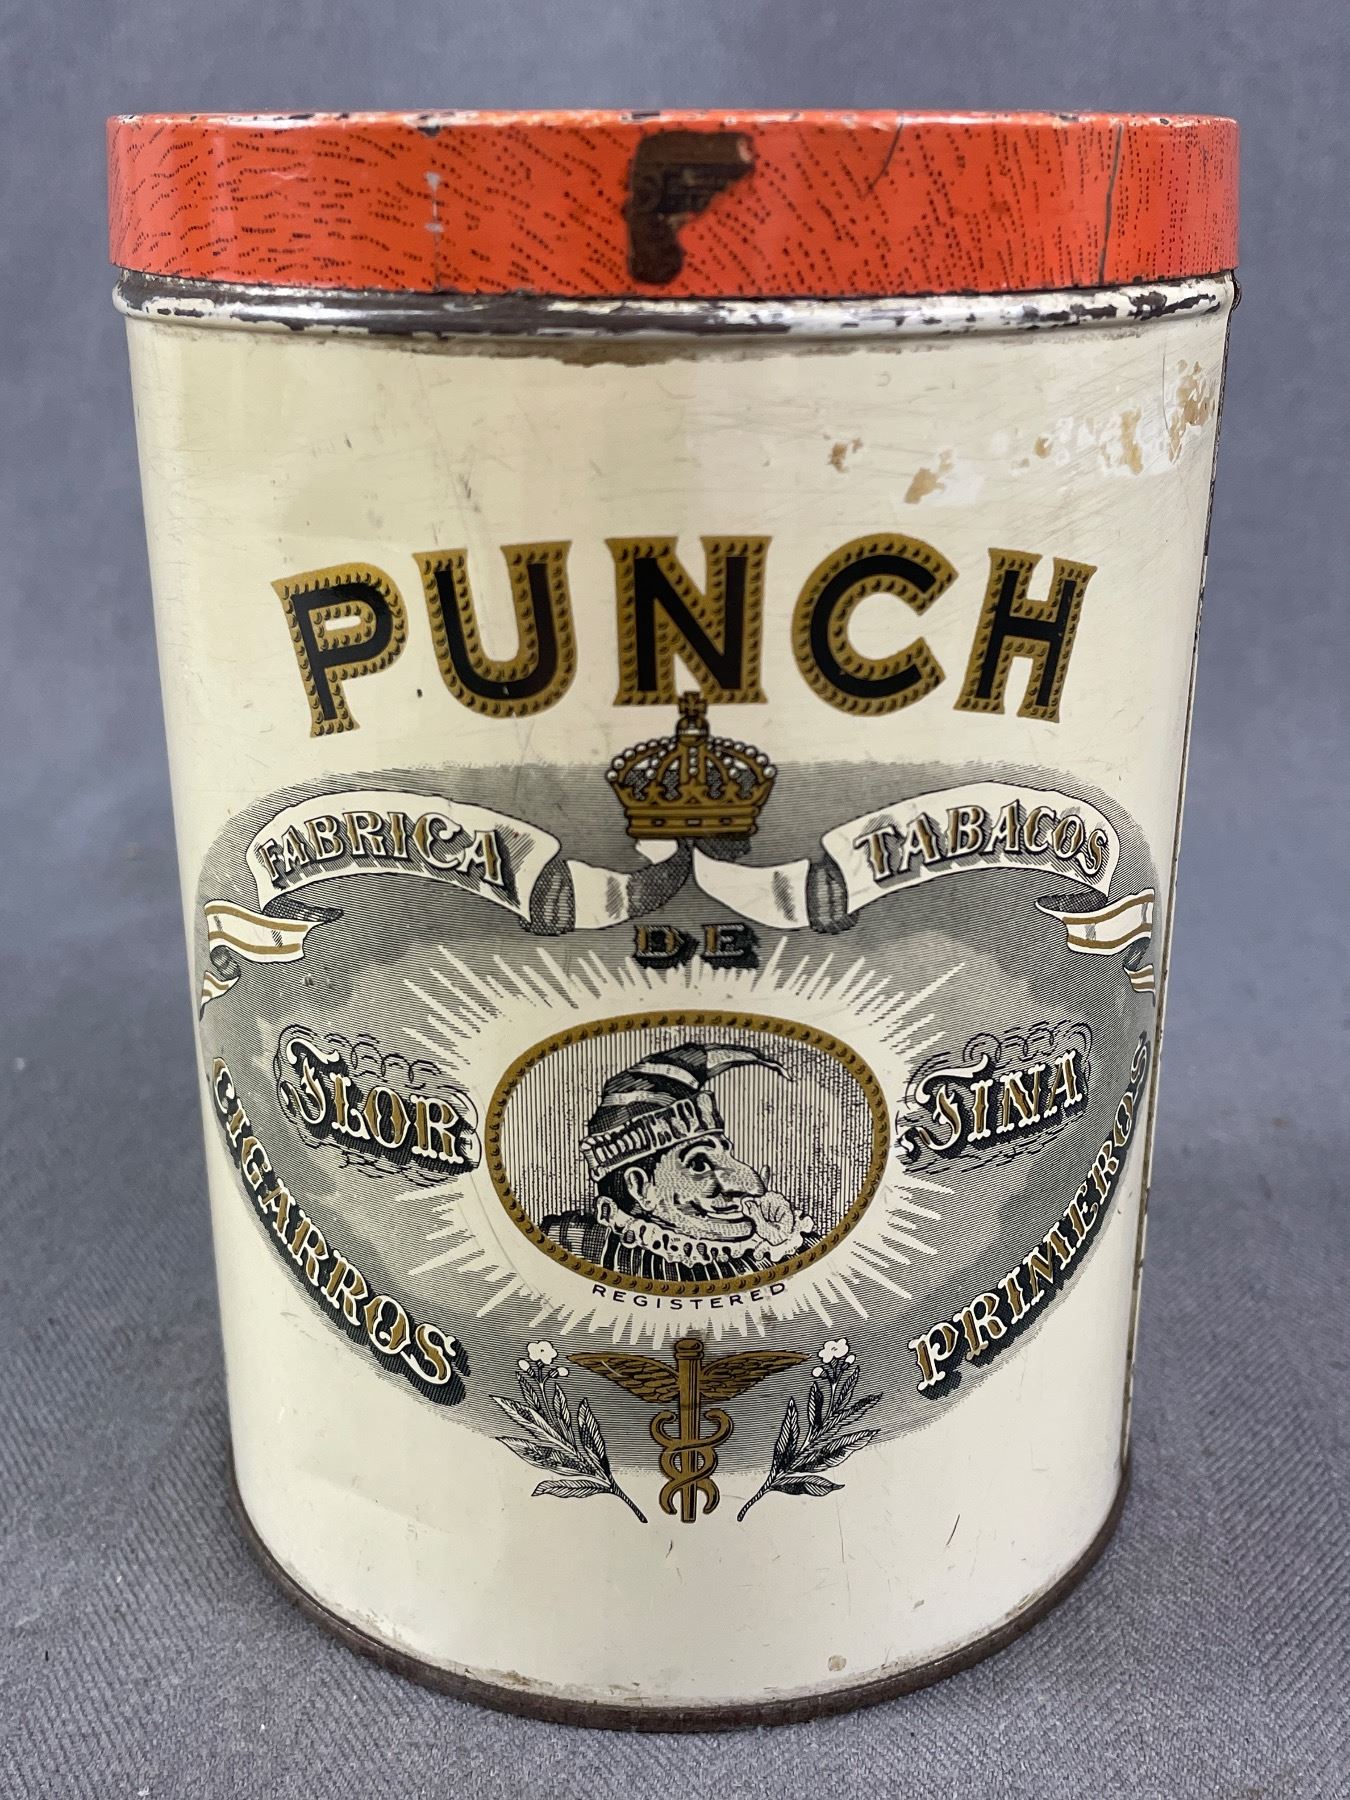 PUNCH
FABRICA TABACOS
DE
FLOR FINA
CIGARROS PRIMEROS
REGISTERED